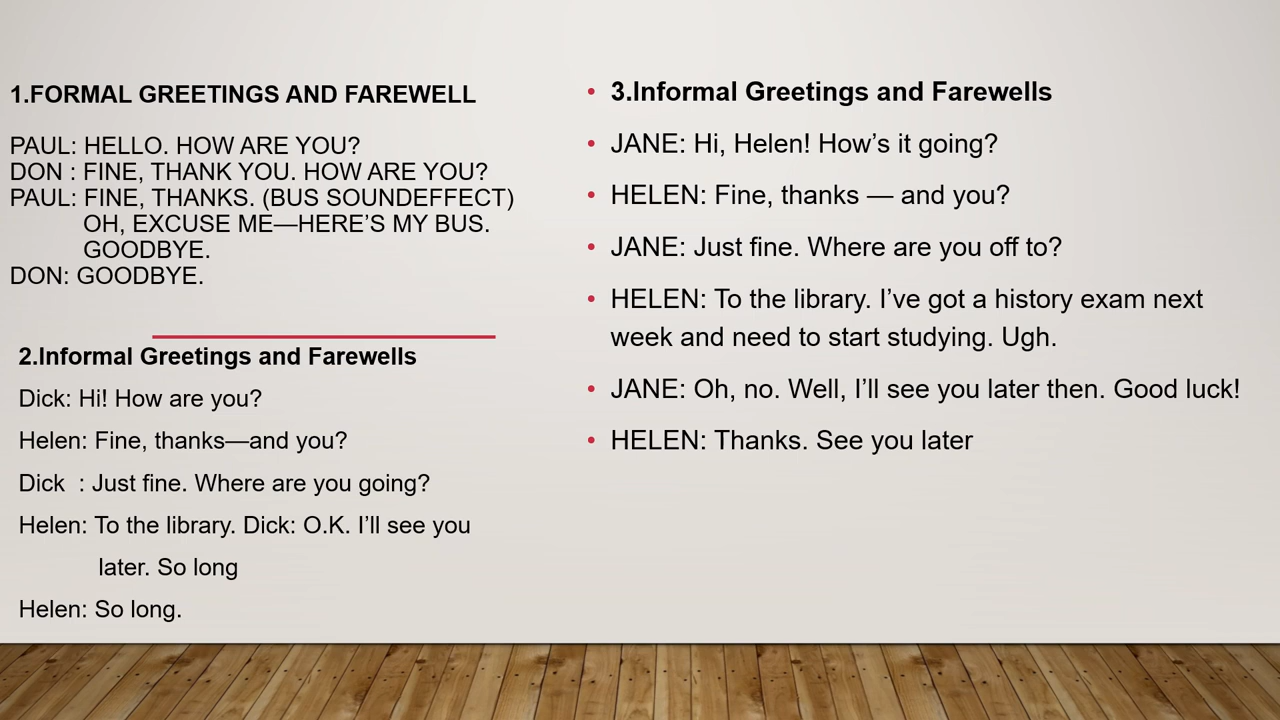 1.FORMAL GREETINGS AND FAREWELL
PAUL: HELLO. HOW ARE YOU?
DON : FINE, THANK YOU. HOW ARE YOU?
PAUL: FINE, THANKS. (BUS SOUNDEFFECT)
OH, EXCUSE ME—HERE’S MY BUS.
GOODBYE.
DON: GOODBYE.
2.Informal Greetings and Farewells
Dick: Hi! How are you?
Helen: Fine, thanks—and you?
Dick  : Just fine. Where are you going?
Helen: To the library. Dick: O.K. I’ll see you
later. So long
Helen: So long.
• 3.Informal Greetings and Farewells
• JANE: Hi, Helen! How’s it going?
• HELEN: Fine, thanks — and you?
• JANE: Just fine. Where are you off to?
• HELEN: To the library. I’ve got a history exam next
week and need to start studying. Ugh.
• JANE: Oh, no. Well, I’ll see you later then. Good luck!
• HELEN: Thanks. See you later